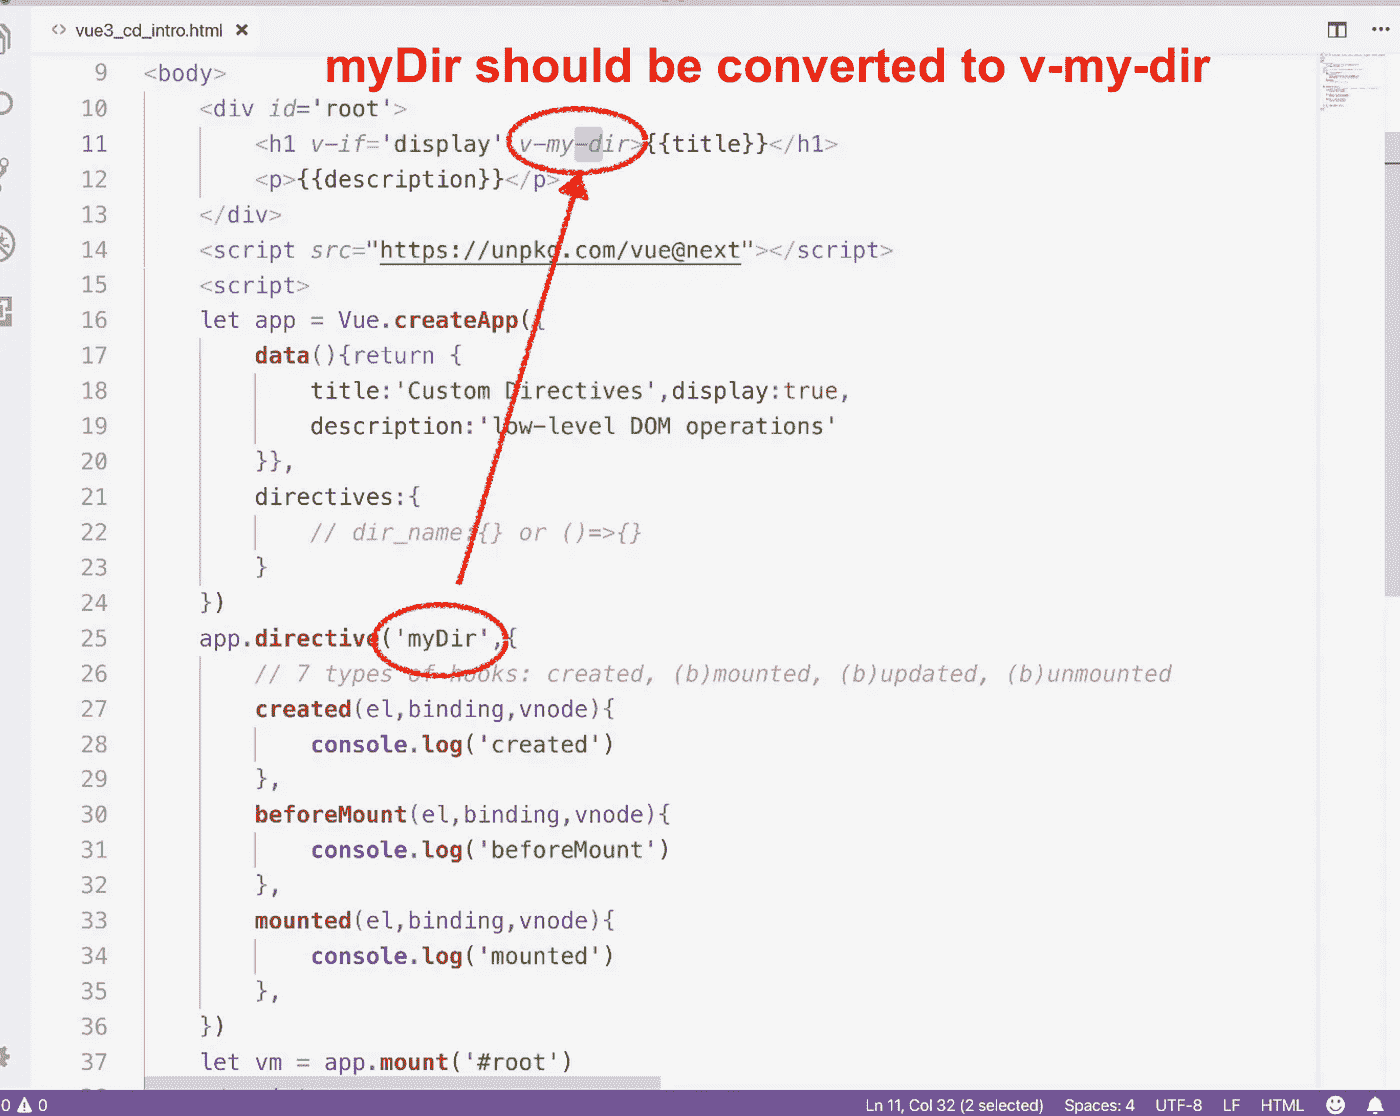 vue3_cd_intro.html
myDir should be converted to v-my-dir
9 <body>
10 <div id='root'>
11 <h1 v-if='display' v-my-dir>{{title}}</h1>
12 <p>{{description}}</p>
13 </div>
14 <script src="https://unpkg.com/vue@next"></script>
15 <script>
16 let app = Vue.createApp({
17 data(){return {
18 title:'Custom Directives',display:true,
19 description:'low-level DOM operations'
20 }},
21 directives:{
22 // dir_name:{} or ()=>{}
23 }
24 })
25 app.directive('myDir',{
26 // 7 types of hooks: created, (b)mounted, (b)updated, (b)unmounted
27 created(el,binding,vnode){
28 console.log('created')
29 },
30 beforeMount(el,binding,vnode){
31 console.log('beforeMount')
32 },
33 mounted(el,binding,vnode){
34 console.log('mounted')
35 },
36 })
37 let vm = app.mount('#root')
0 0 Ln 11, Col 32 (2 selected) Spaces: 4 UTF-8 LF HTML